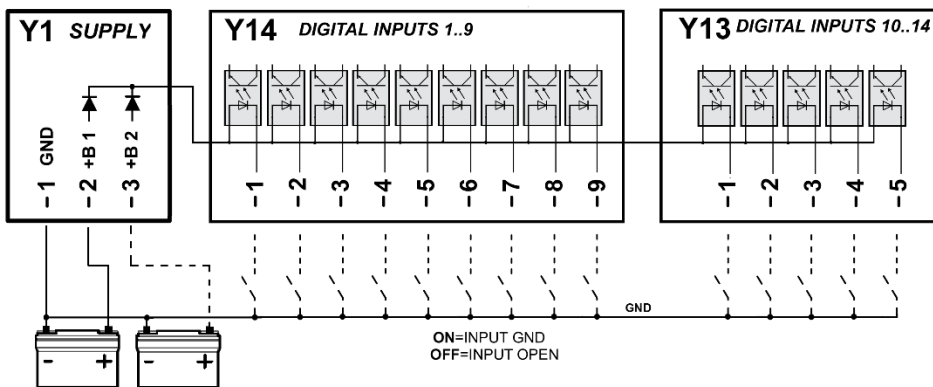 Y1 SUPPLY
GND
+B 1
+B 2
- 1
- 2
- 3
Y14 DIGITAL INPUTS 1..9
- 1
- 2
- 3
- 4
- 5
- 6
- 7
- 8
- 9
Y13 DIGITAL INPUTS 10..14
- 1
- 2
- 3
- 4
- 5
GND
ON=INPUT GND
OFF=INPUT OPEN
- +
- +